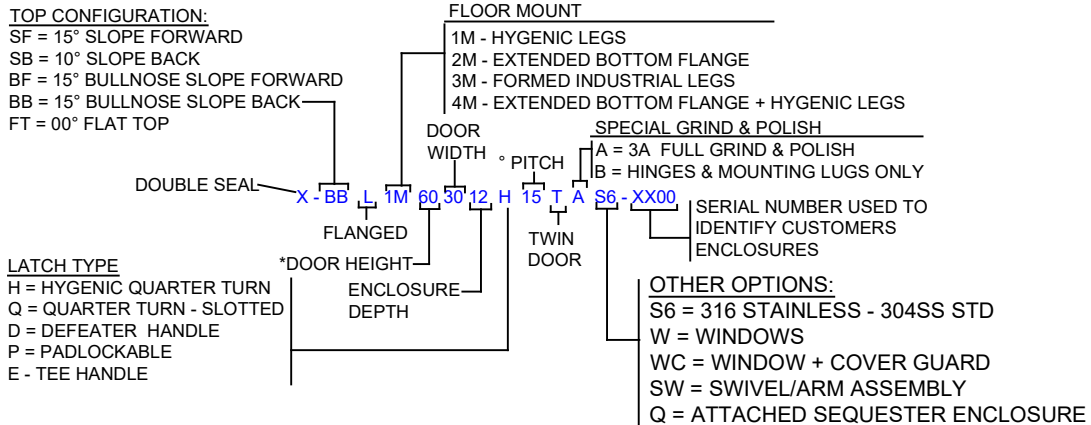 TOP CONFIGURATION:
SF = 15° SLOPE FORWARD
SB = 10° SLOPE BACK
BF = 15° BULLNOSE SLOPE FORWARD
BB = 15° BULLNOSE SLOPE BACK
FT = 00° FLAT TOP
FLOOR MOUNT
1M - HYGENIC LEGS
2M - EXTENDED BOTTOM FLANGE
3M - FORMED INDUSTRIAL LEGS
4M - EXTENDED BOTTOM FLANGE + HYGENIC LEGS
DOOR
WIDTH
° PITCH
SPECIAL GRIND & POLISH
A = 3A FULL GRIND & POLISH
B = HINGES & MOUNTING LUGS ONLY
DOUBLE SEAL
X - BB L 1M 60 30 12 H 15 T A S6 - XX00
FLANGED
*DOOR HEIGHT
ENCLOSURE
DEPTH
TWIN
DOOR
SERIAL NUMBER USED TO
IDENTIFY CUSTOMERS
ENCLOSURES
LATCH TYPE
H = HYGENIC QUARTER TURN
Q = QUARTER TURN - SLOTTED
D = DEFEATER HANDLE
P = PADLOCKABLE
E - TEE HANDLE
OTHER OPTIONS:
S6 = 316 STAINLESS - 304SS STD
W = WINDOWS
WC = WINDOW + COVER GUARD
SW = SWIVEL/ARM ASSEMBLY
Q = ATTACHED SEQUESTER ENCLOSURE